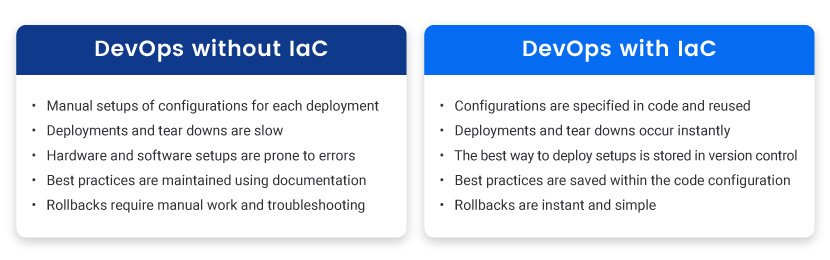 DevOps without IaC
• Manual setups of configurations for each deployment
• Deployments and tear downs are slow
• Hardware and software setups are prone to errors
• Best practices are maintained using documentation
• Rollbacks require manual work and troubleshooting
DevOps with IaC
• Configurations are specified in code and reused
• Deployments and tear downs occur instantly
• The best way to deploy setups is stored in version control
• Best practices are saved within the code configuration
• Rollbacks are instant and simple